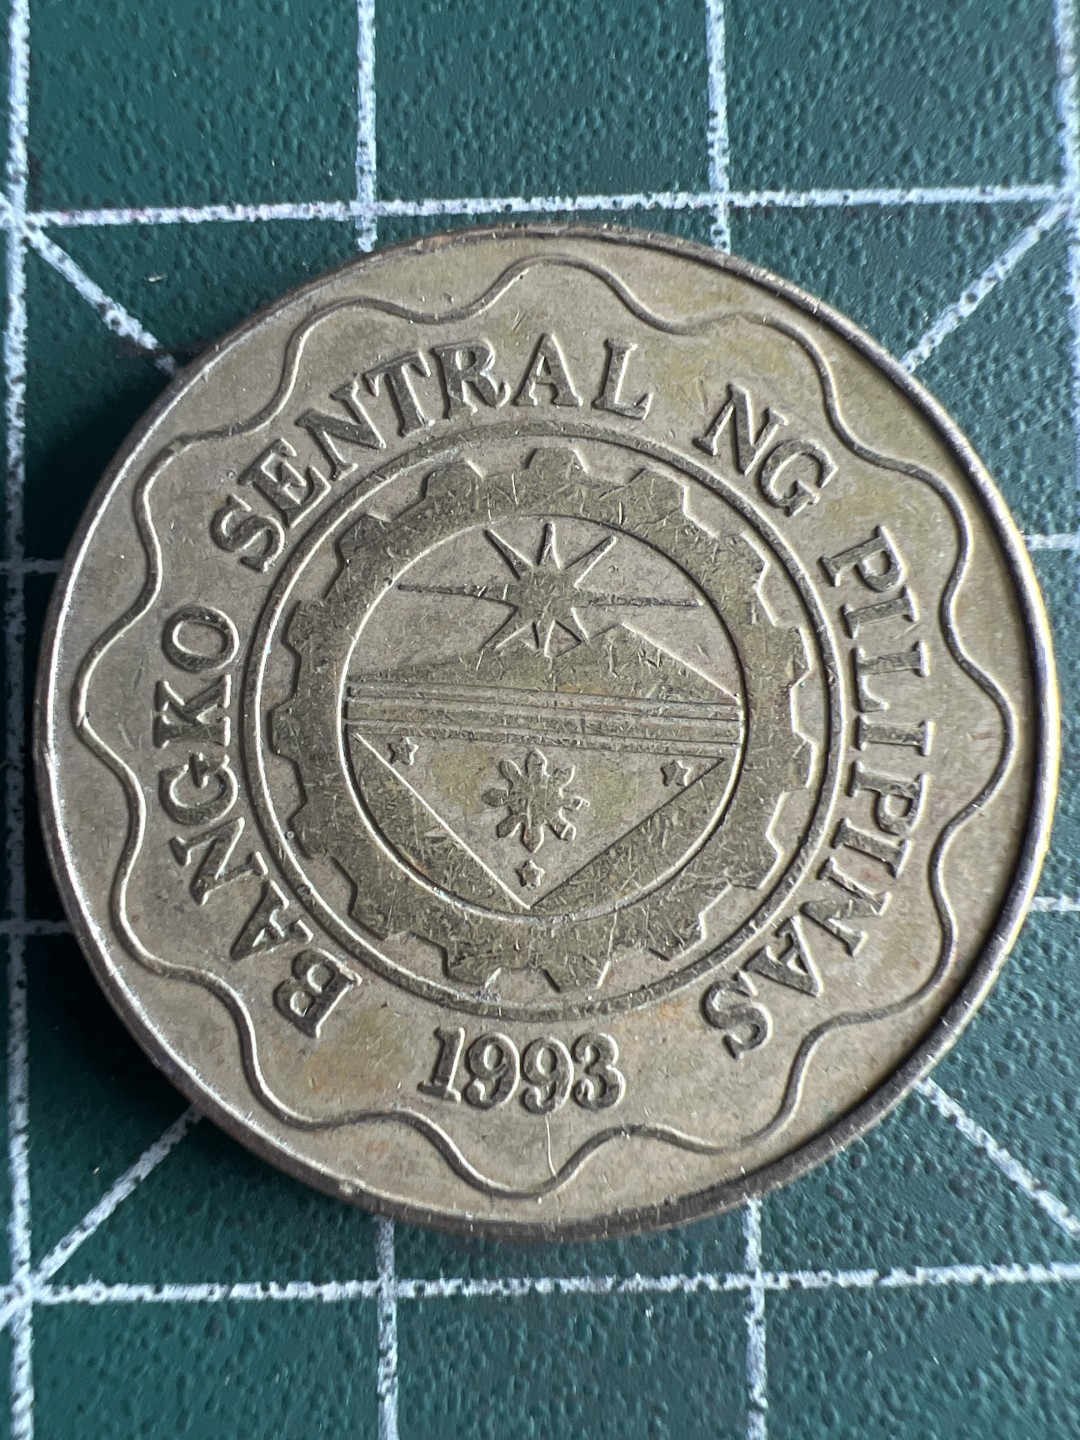 BANGKO SENTRAL NG PILIPINAS
1993